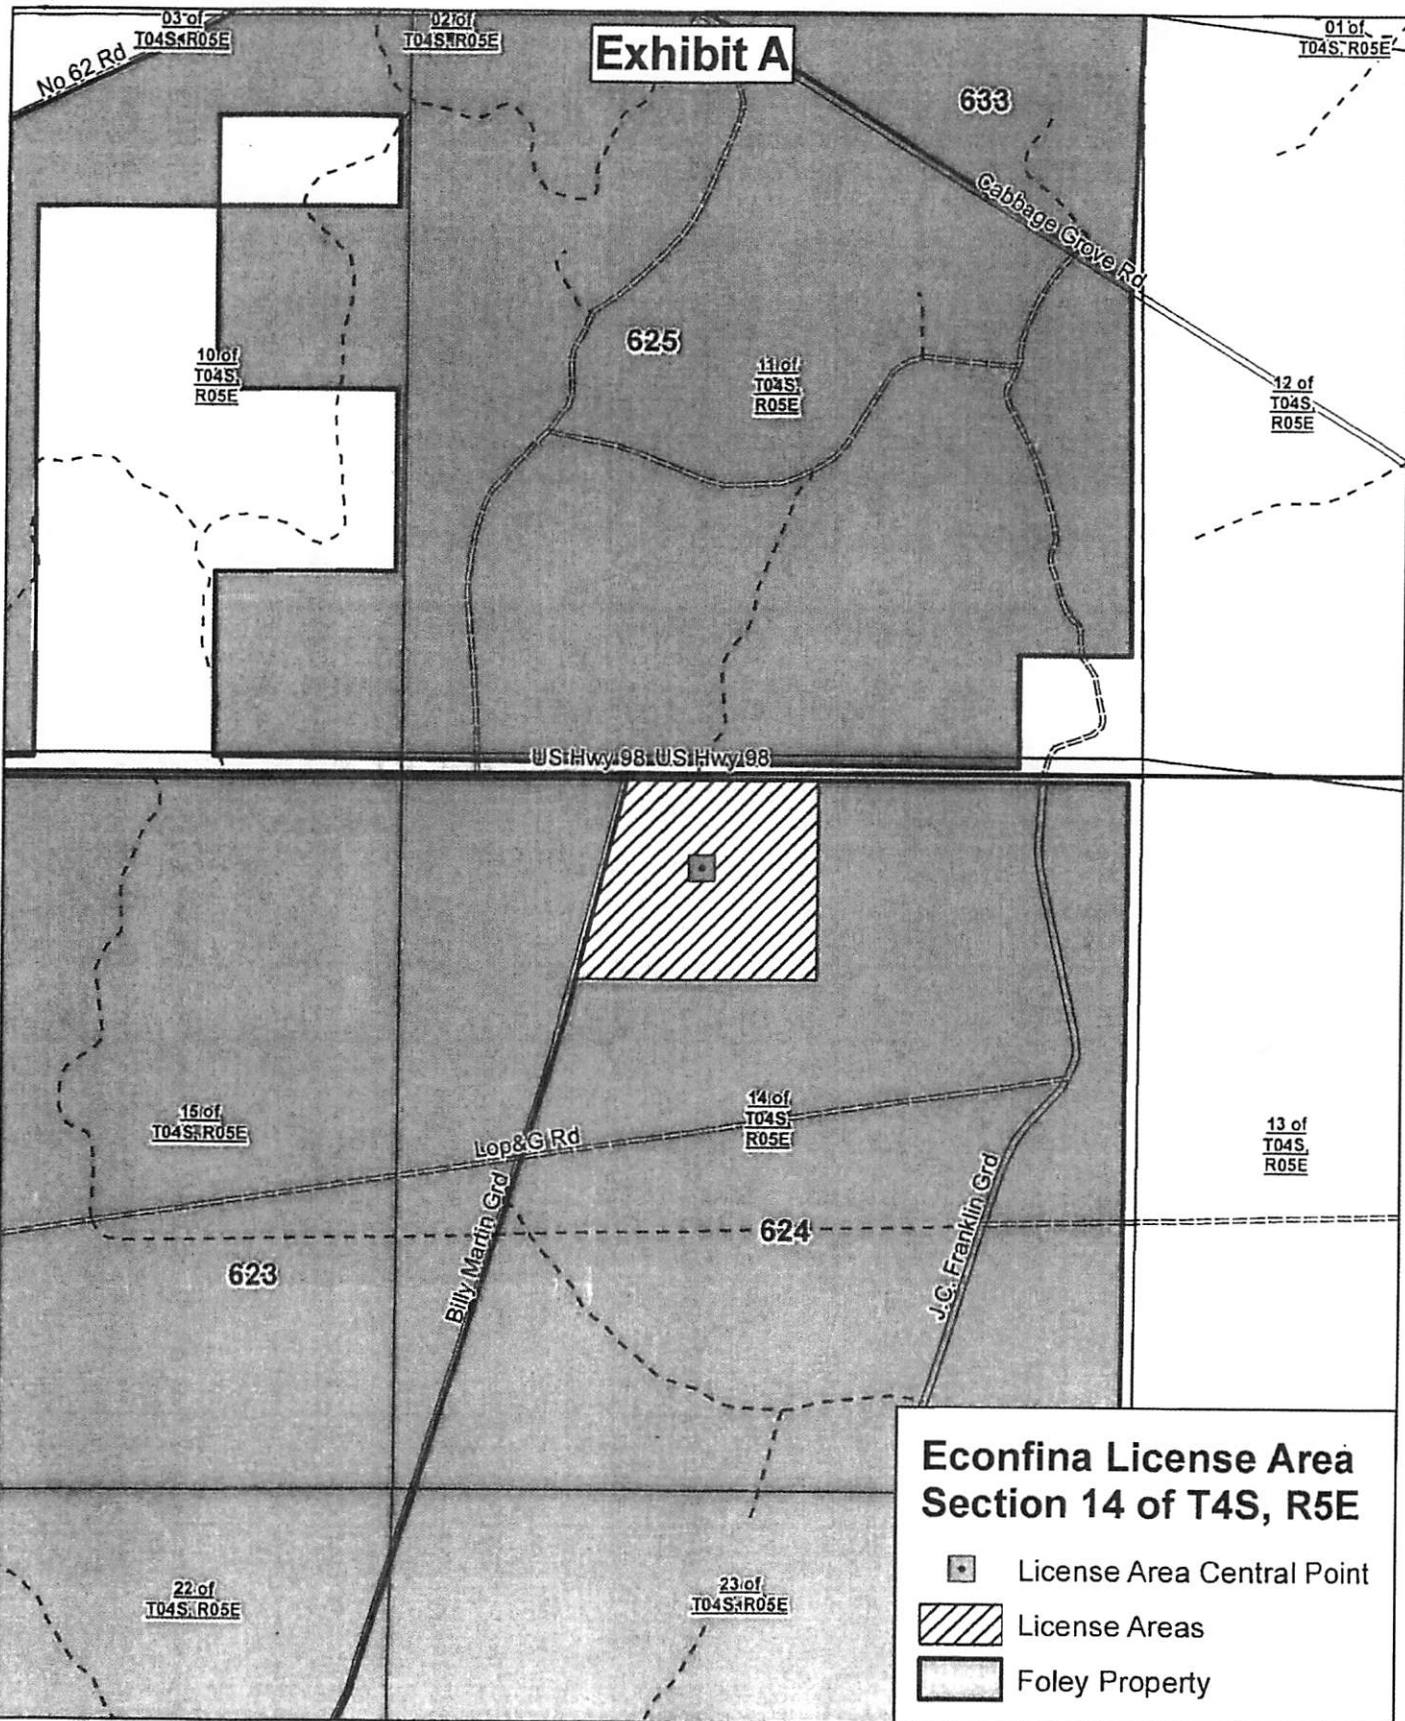 03 of
T04S, R05E
02 of
T04S, R05E
Exhibit A
01 of
T04S, R05E
No 62 Rd
633
Cabbage Grove Rd
625
10 of
T04S,
R05E
11 of
T04S,
R05E
12 of
T04S,
R05E
US Hwy 98 US Hwy 98
15 of
T04S, R05E
14 of
T04S,
R05E
13 of
T04S,
R05E
Lop&G Rd
Billy Martin Grd
J.C. Franklin Grd
624
623
22 of
T04S, R05E
23 of
T04S, R05E
Econfina License Area
Section 14 of T4S, R5E
License Area Central Point
License Areas
Foley Property